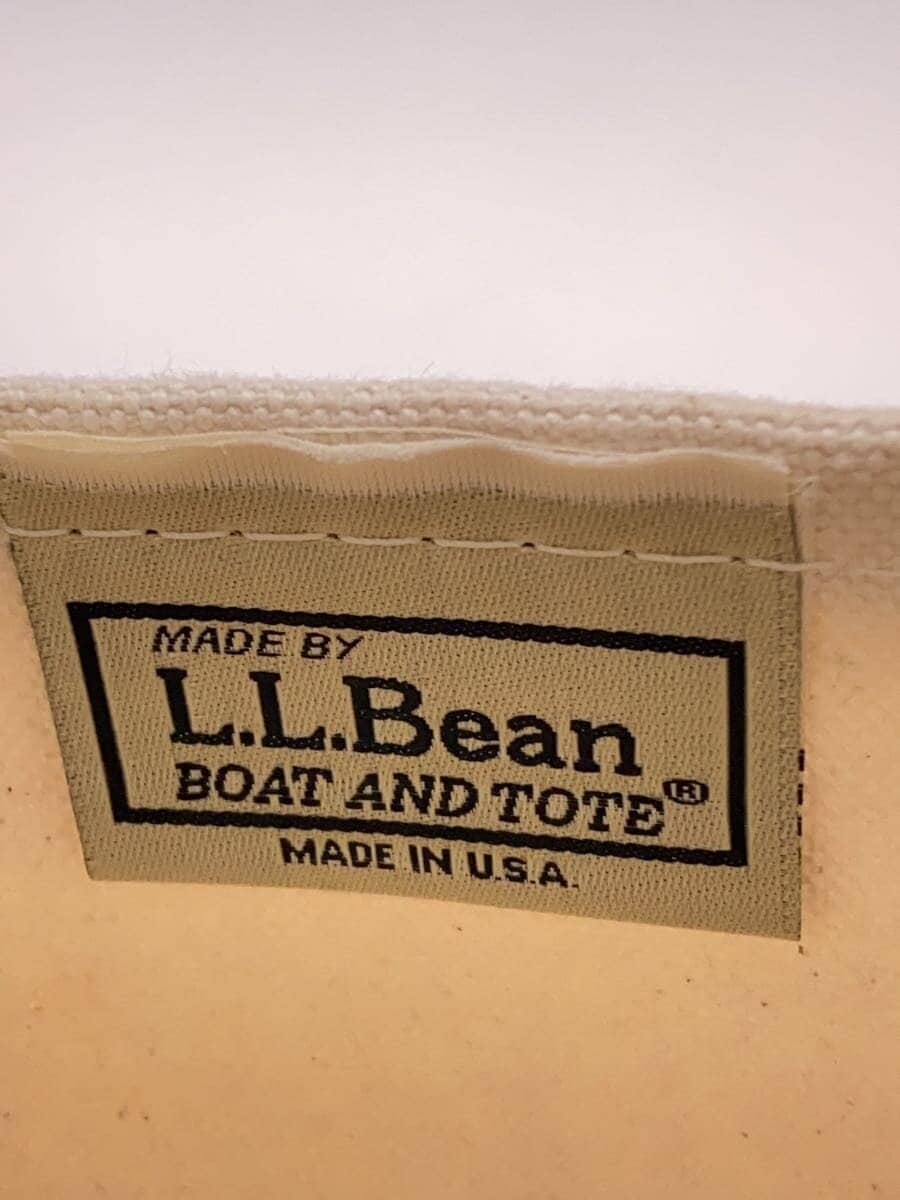 MADE BY
L.L.Bean
BOAT AND TOTE®
MADE IN U.S.A.